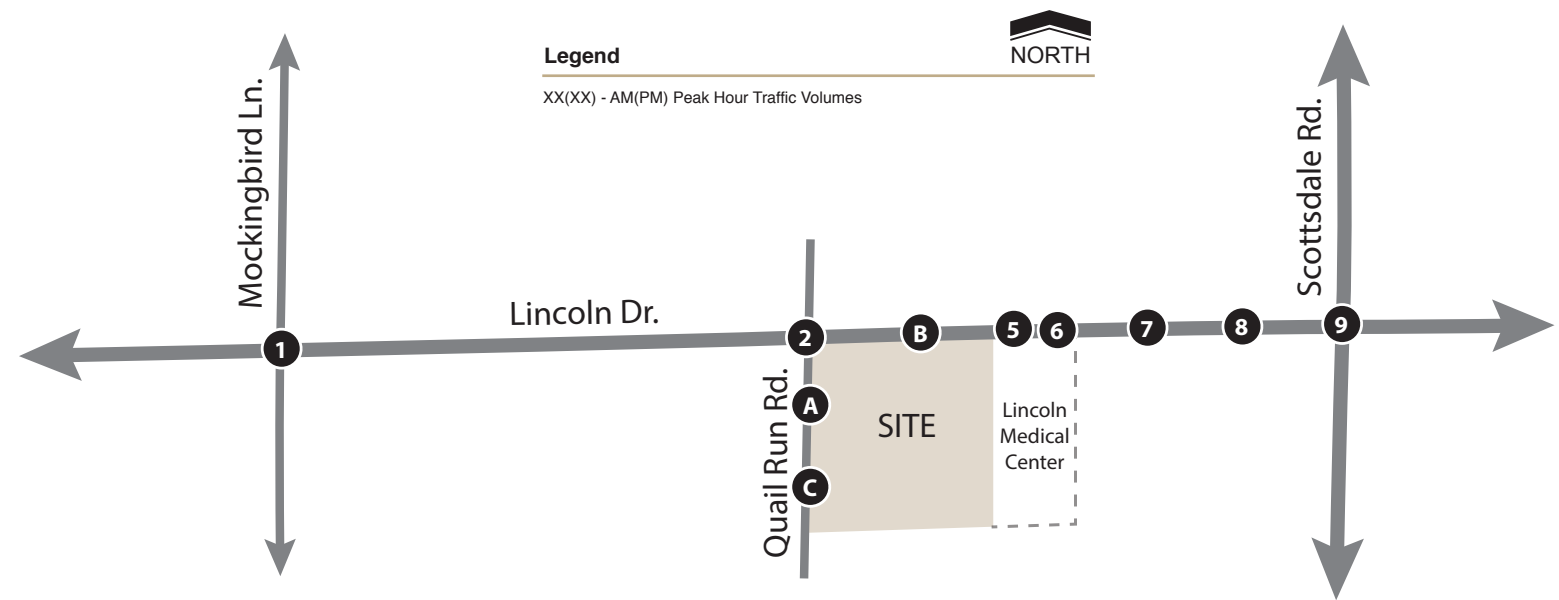 Legend
NORTH
XX(XX) - AM(PM) Peak Hour Traffic Volumes
Mockingbird Ln.
Scottsdale Rd.
Lincoln Dr.
1
2
B
5
6
7
8
9
Quail Run Rd.
A
C
SITE
Lincoln
Medical
Center